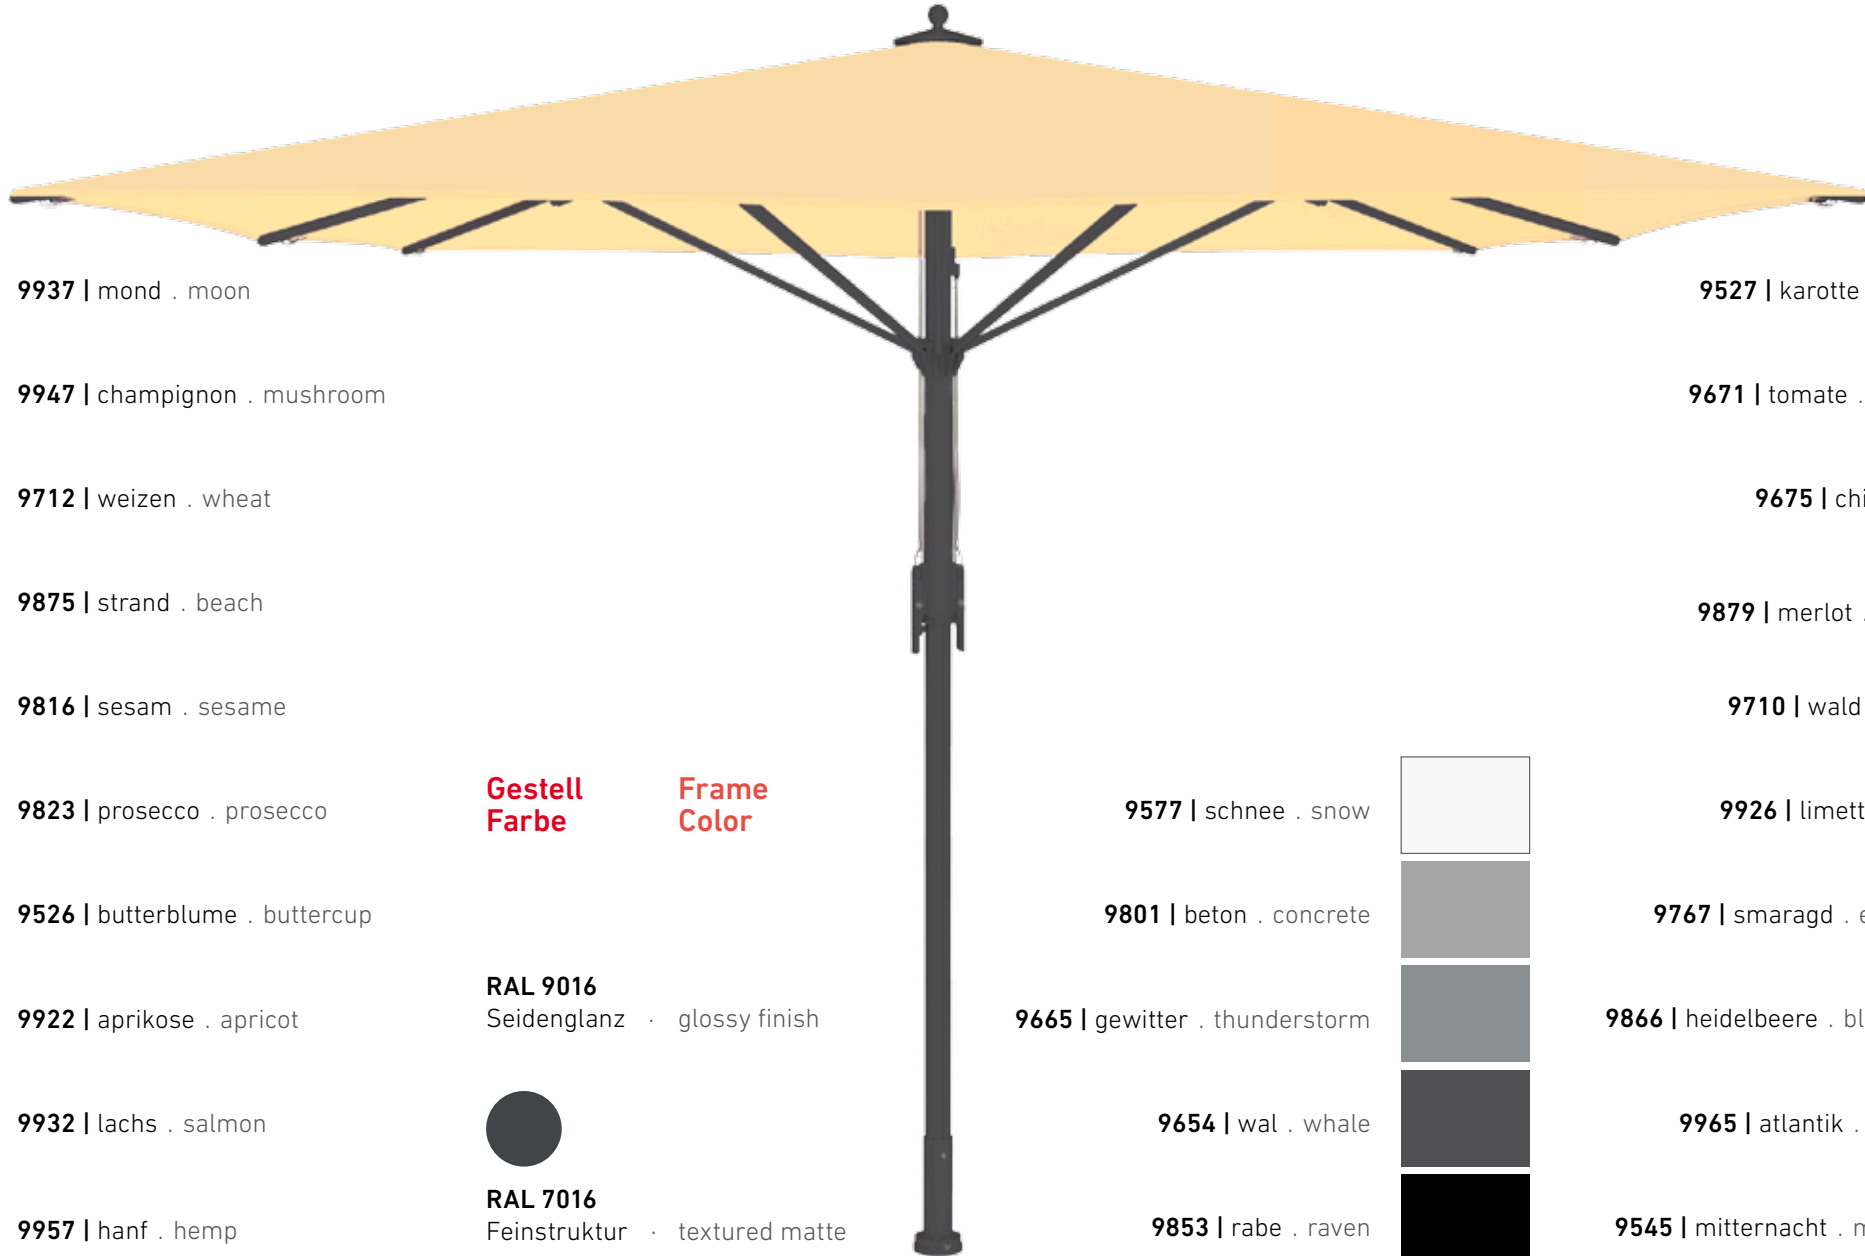 9937 | mond . moon
9947 | champignon . mushroom
9712 | weizen . wheat
9875 | strand . beach
9816 | sesam . sesame
9823 | prosecco . prosecco
9526 | butterblume . buttercup
9922 | aprikose . apricot
9932 | lachs . salmon
9957 | hanf . hemp
Gestell
Farbe
Frame
Color
RAL 9016
Seidenglanz · glossy finish
RAL 7016
Feinstruktur · textured matte
9577 | schnee . snow
9801 | beton . concrete
9665 | gewitter . thunderstorm
9654 | wal . whale
9853 | rabe . raven
9527 | karotte
9671 | tomate .
9675 |
9879 | merlot .
9710 | wald
9926 |
9767 | smaragd .
9866 | heidelbeere .
9965 | atlantik .
9545 | mitternacht .